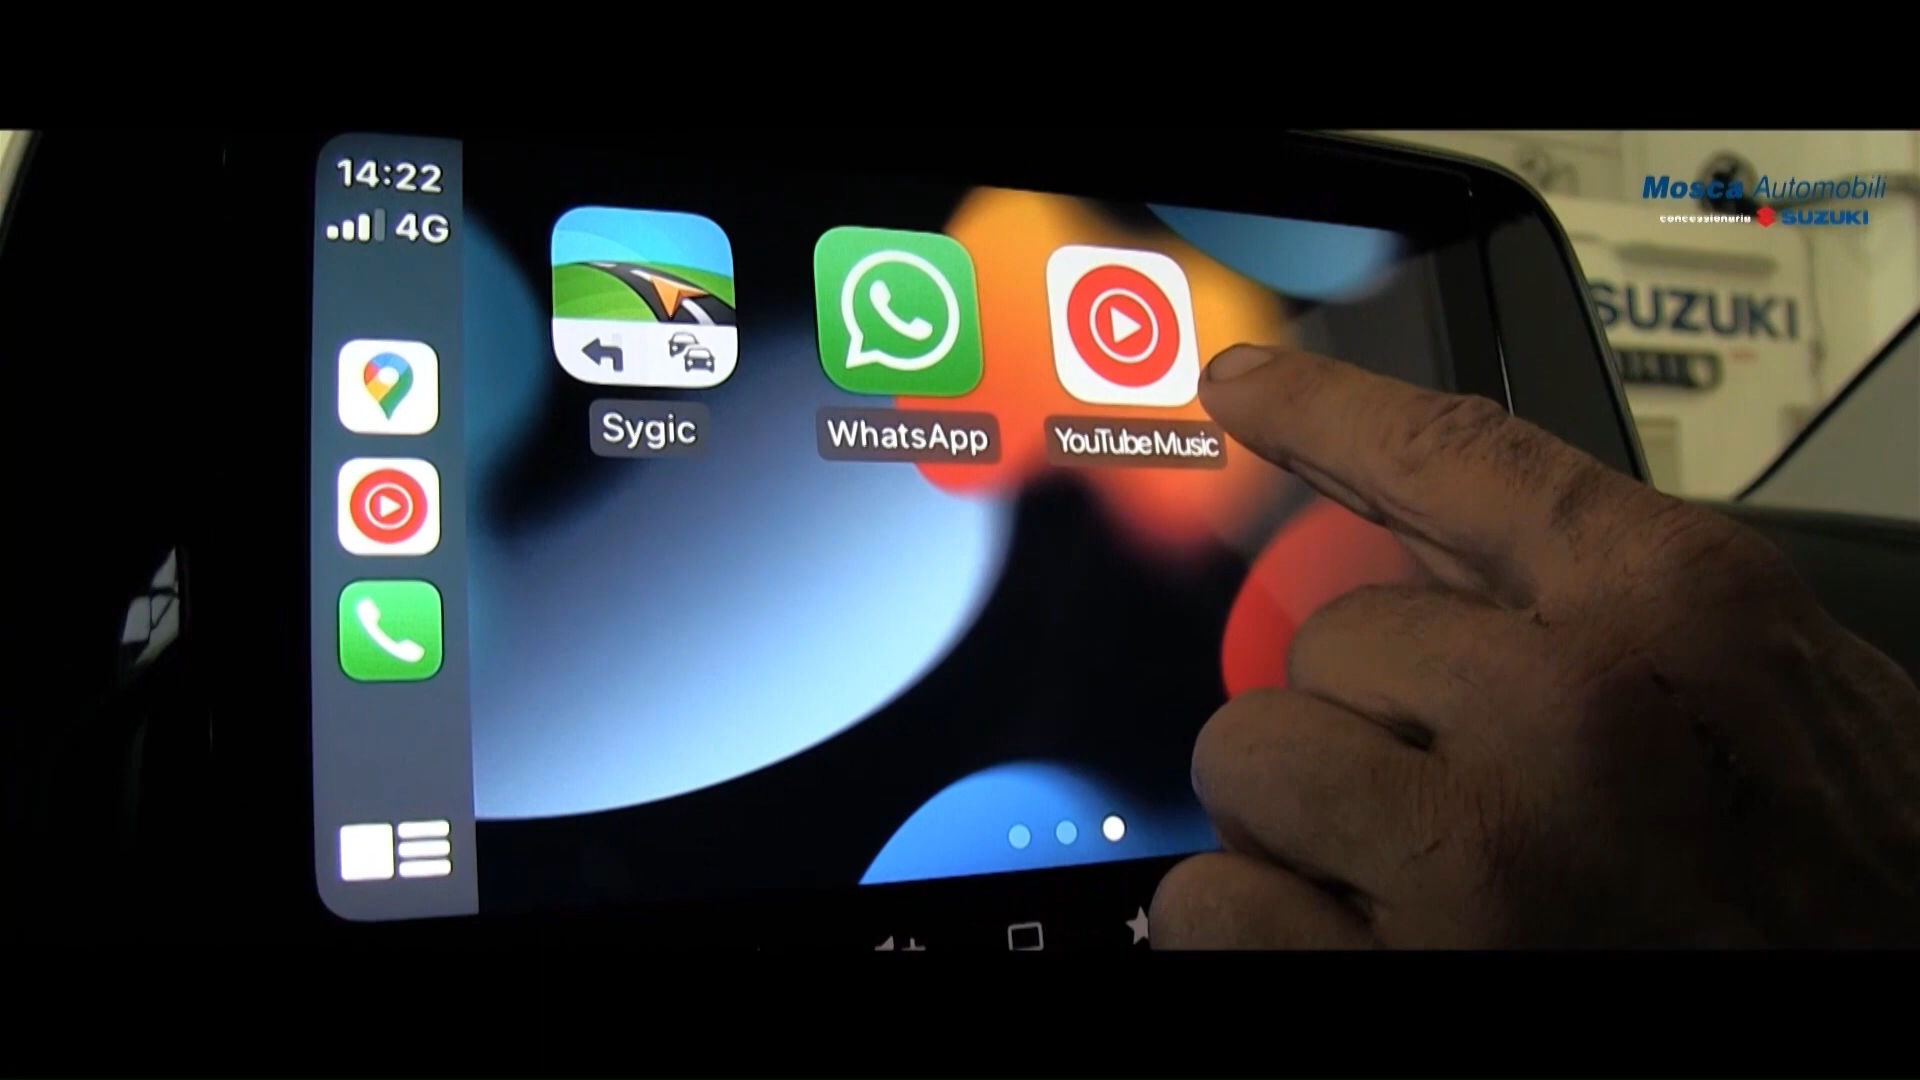 14:22
4G
Sygic
WhatsApp
YouTube Music
Mosca Automobili
concessionaria SUZUKI
SUZUKI